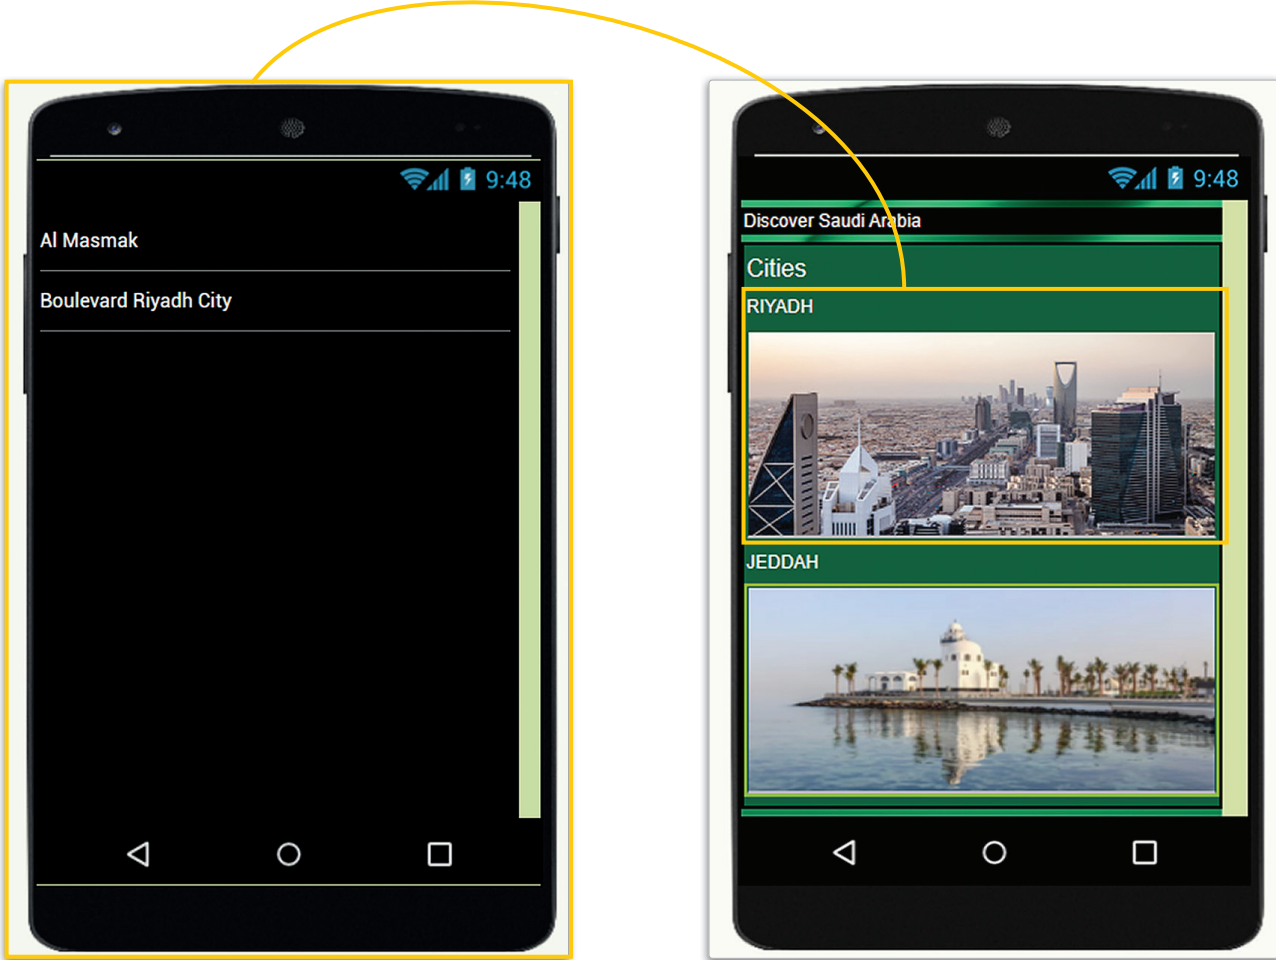 9:48
Al Masmak
Boulevard Riyadh City
9:48
Discover Saudi Arabia
Cities
RIYADH
JEDDAH